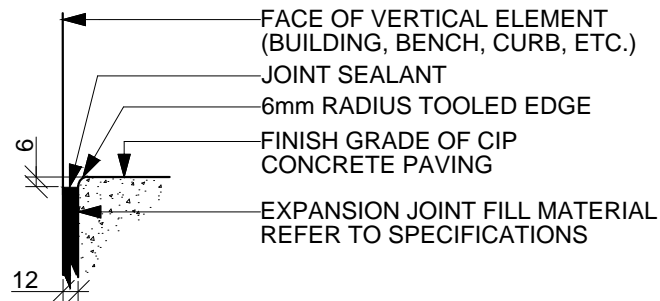 FACE OF VERTICAL ELEMENT
(BUILDING, BENCH, CURB, ETC.)
JOINT SEALANT
6mm RADIUS TOOLED EDGE
6
FINISH GRADE OF CIP
CONCRETE PAVING
EXPANSION JOINT FILL MATERIAL
REFER TO SPECIFICATIONS
12